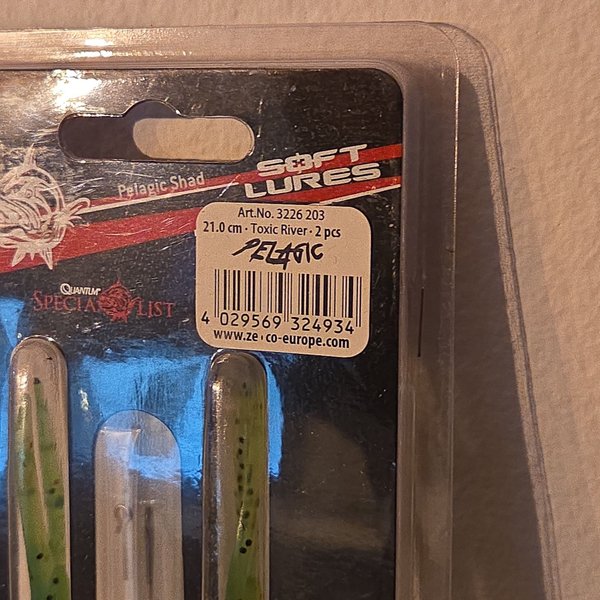 Pelagic Shad
SOFT
LURES
Art.No. 3226 203
21.0 cm · Toxic River · 2 pcs
PELAGIC
4 029569 324934
www.ze co-europe.com
QUANTUM
SPECIALIST